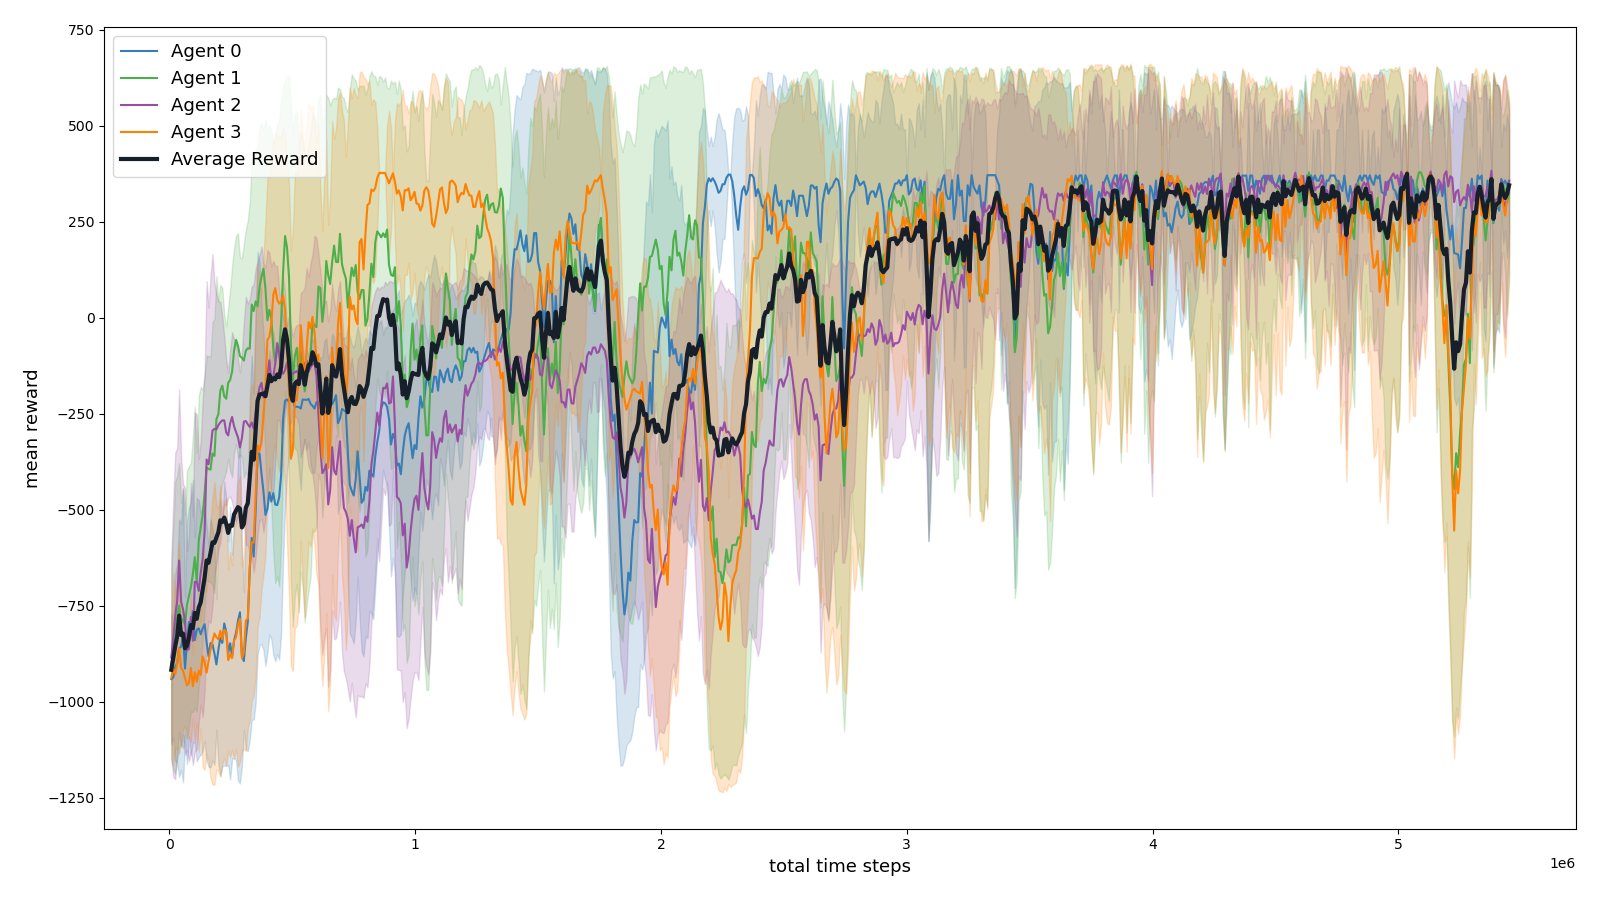 750
500
250
0
−250
−500
−750
−1000
−1250
mean reward
Agent 0
Agent 1
Agent 2
Agent 3
Average Reward
0 1 2 3 4 5
1e6
total time steps